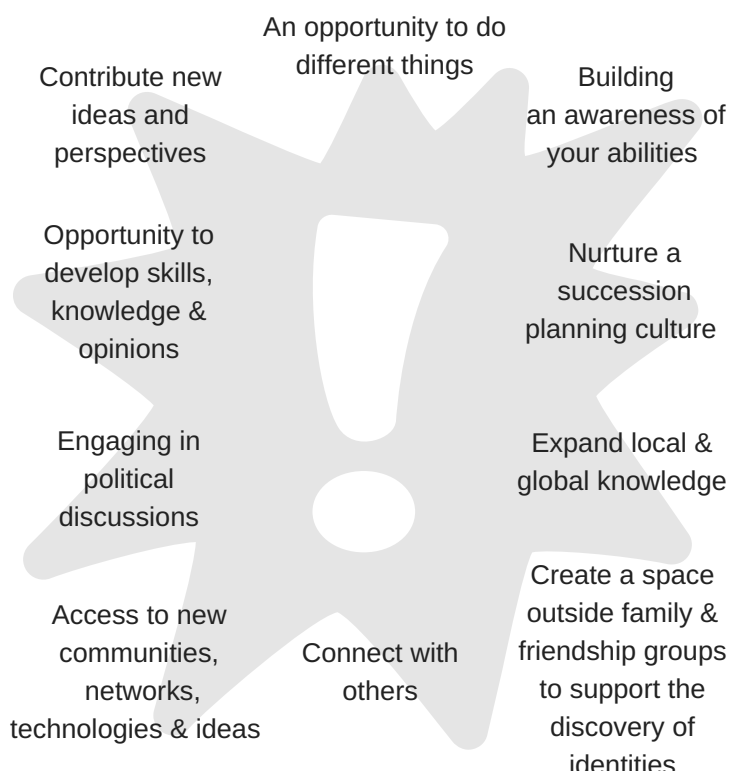 An opportunity to do
different things
Contribute new
ideas and
perspectives
Building
an awareness of
your abilities
Opportunity to
develop skills,
knowledge &
opinions
Nurture a
succession
planning culture
Engaging in
political
discussions
Expand local &
global knowledge
Access to new
communities,
networks,
technologies & ideas
Connect with
others
Create a space
outside family &
friendship groups
to support the
discovery of
identities